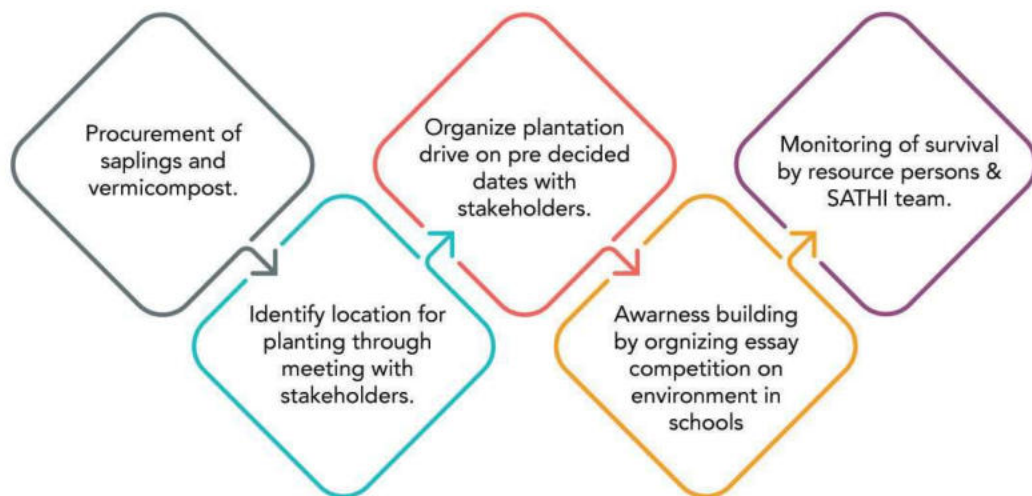 Procurement of
saplings and
vermicompost.
Identify location for
planting through
meeting with
stakeholders.
Organize plantation
drive on pre decided
dates with
stakeholders.
Awarness building
by orgnizing essay
competition on
environment in
schools
Monitoring of survival
by resource persons &
SATHI team.